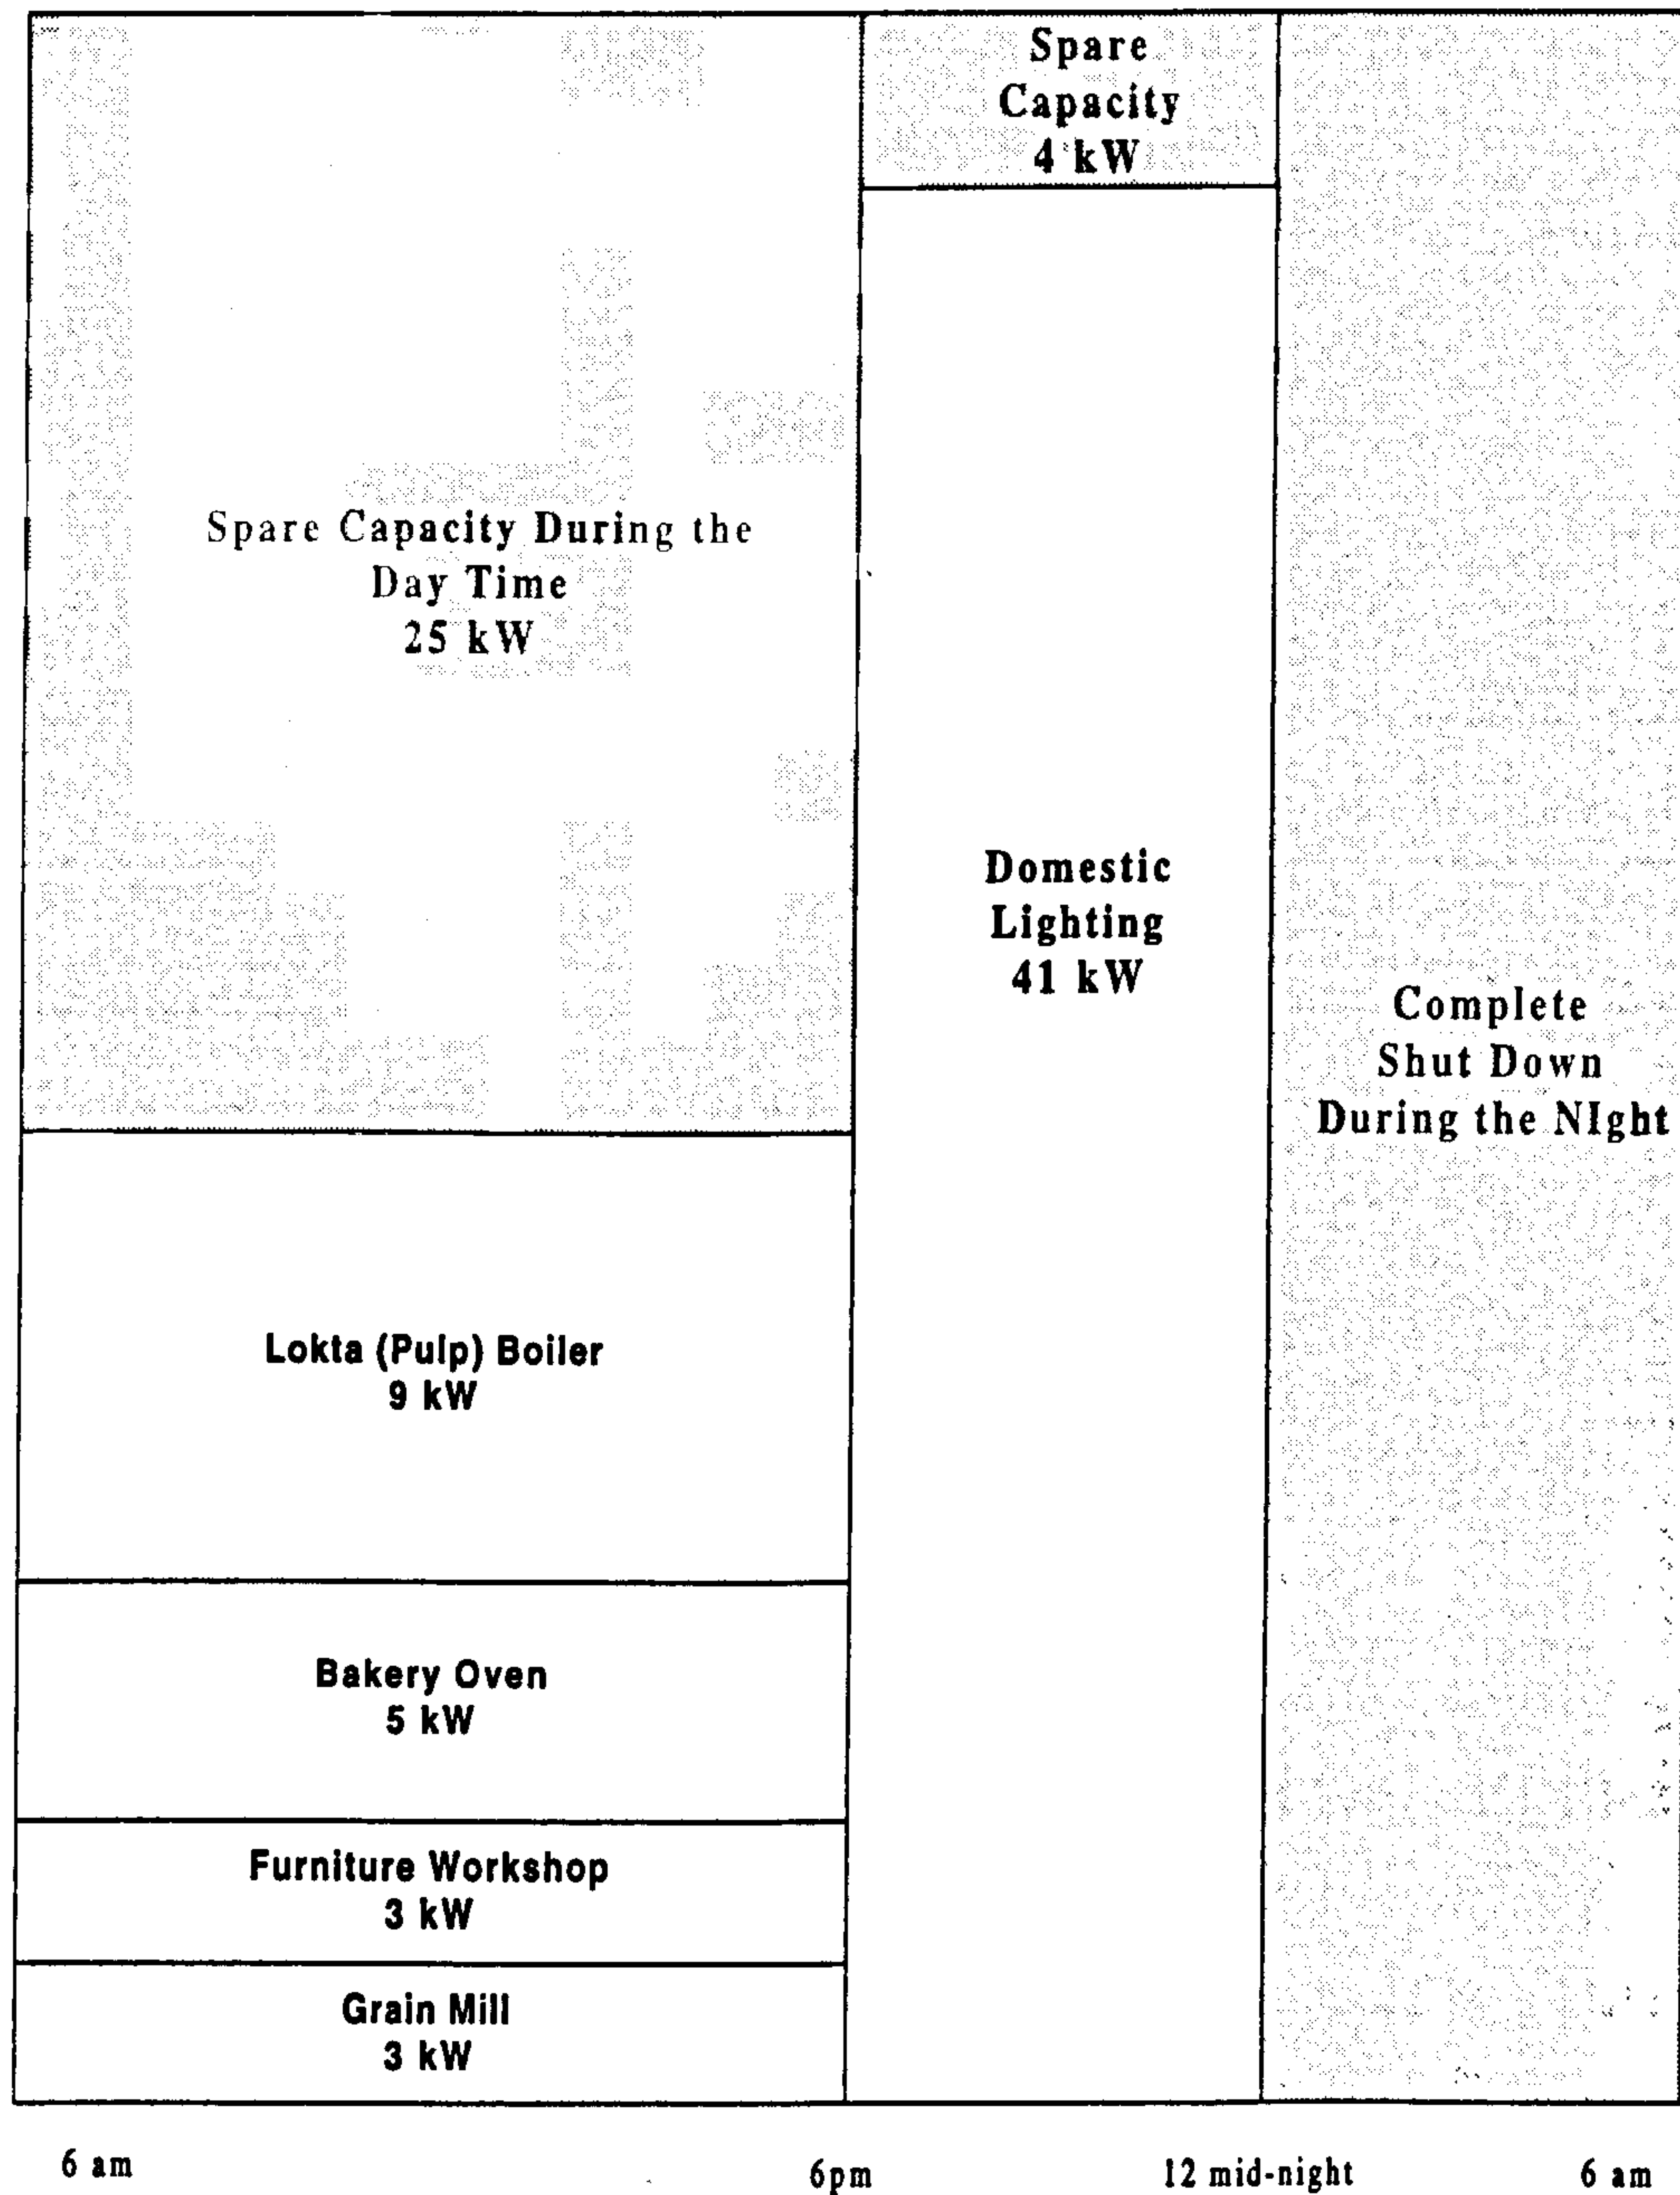 Spare
Capacity
4 kW
Spare Capacity During the
Day Time
25 kW
Domestic
Lighting
41 kW
Complete
Shut Down
During the NIght
Lokta (Pulp) Boiler
9 kW
Bakery Oven
5 kW
Furniture Workshop
3 kW
Grain Mill
3 kW
6 am
6pm
12 mid-night
6 am